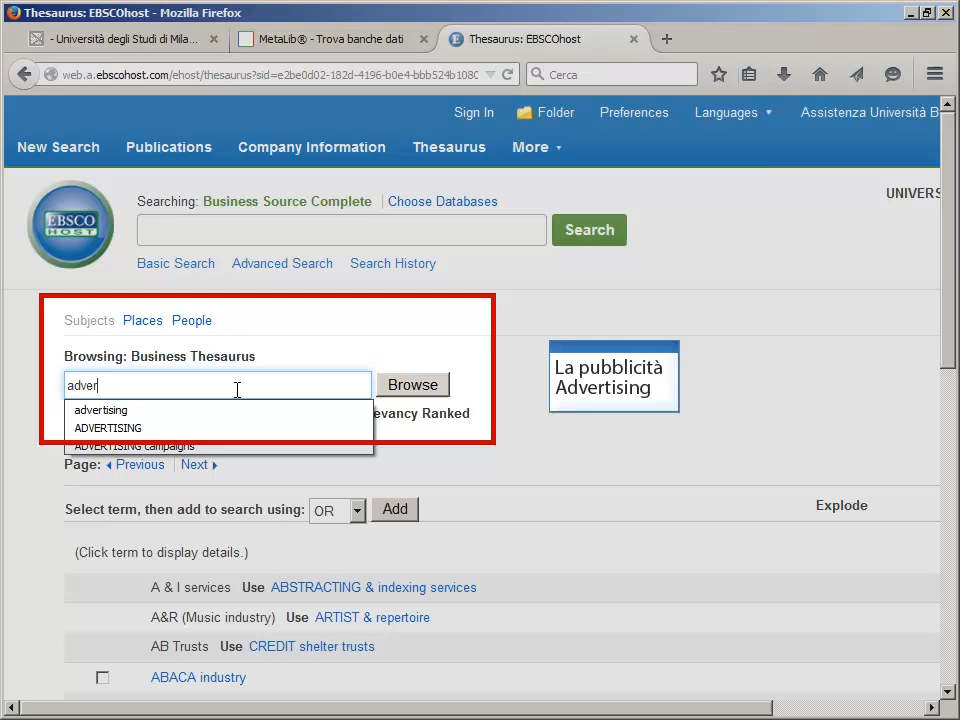 Thesaurus: EBSCOhost - Mozilla Firefox
- Università degli Studi di Mila...
MetaLib® - Trova banche dati
Thesaurus: EBSCOhost
web.a.ebscohost.com/ehost/thesaurus?sid=e2be0d02-182d-4196-b0e4-bbb524b1080
Cerca
Sign In Folder Preferences Languages Assistenza Università B
New Search Publications Company Information Thesaurus More
EBSCO
HOST
Searching: Business Source Complete Choose Databases
UNIVERS
Search
Basic Search Advanced Search Search History
Subjects Places People
Browsing: Business Thesaurus
adver
Browse
La pubblicità
Advertising
advertising
ADVERTISING
ADVERTISING campaigns
evancy Ranked
Page: Previous Next
Select term, then add to search using: OR Add
Explode
(Click term to display details.)
A & I services Use ABSTRACTING & indexing services
A&R (Music industry) Use ARTIST & repertoire
AB Trusts Use CREDIT shelter trusts
ABACA industry